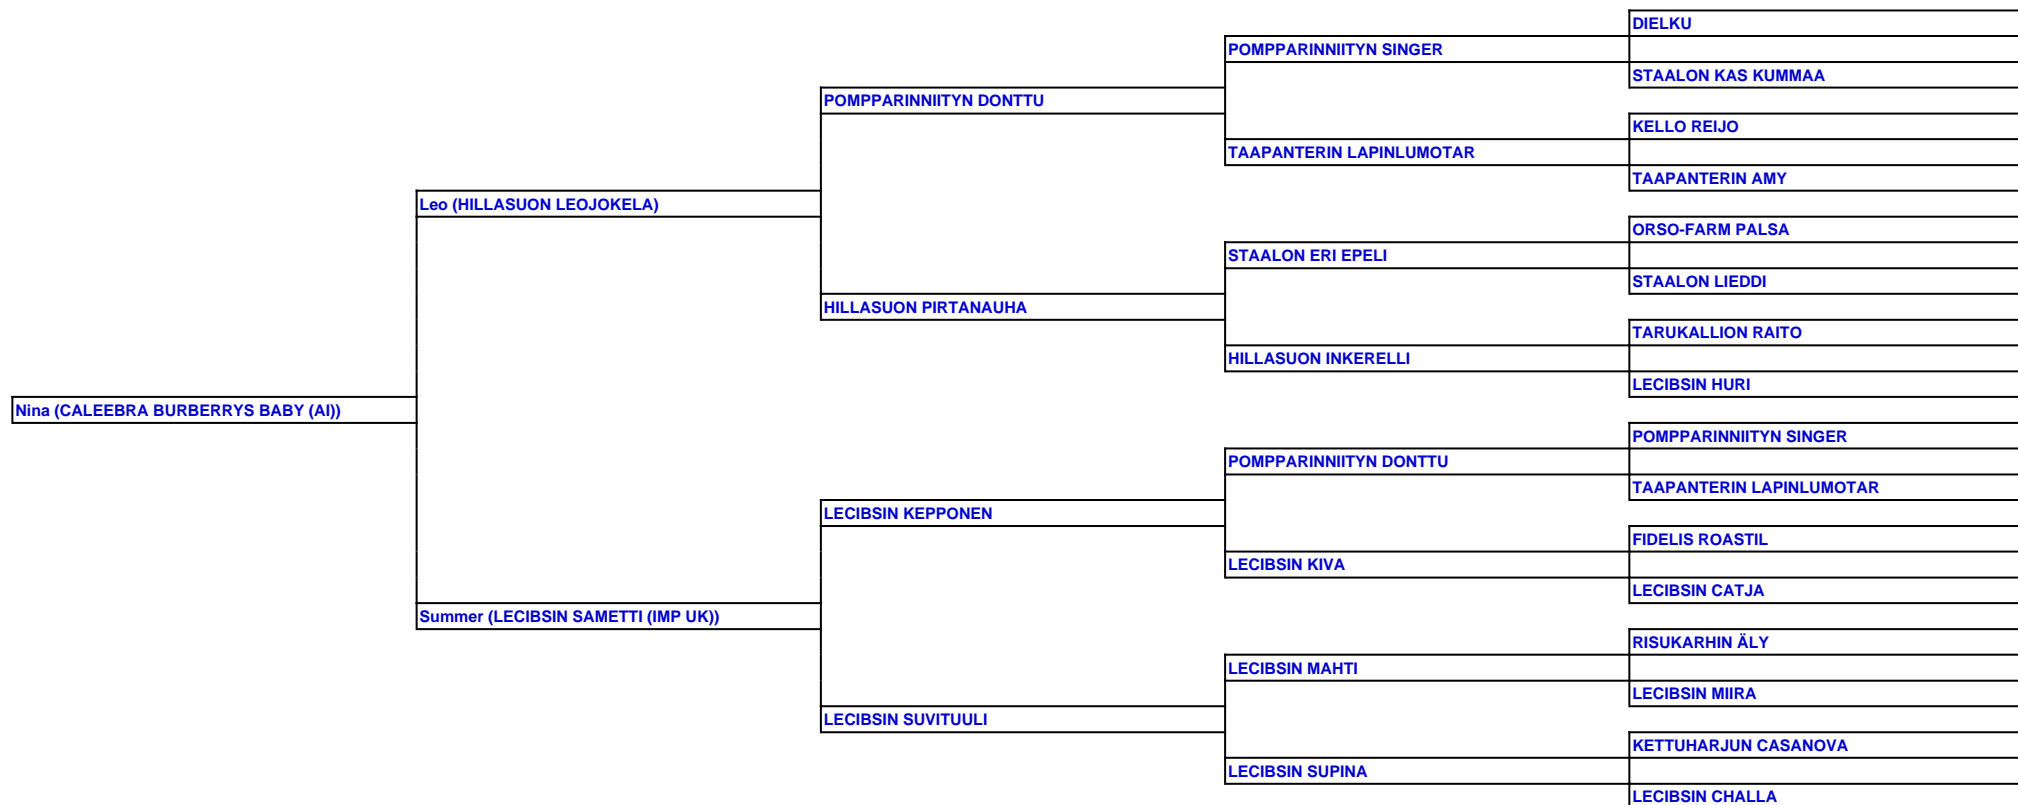 DIELKU
POMPPARINNIITYN SINGER
STAALON KAS KUMMAA
POMPPARINNIITYN DONTTU
KELLO REIJO
TAAPANTERIN LAPINLUMOTAR
TAAPANTERIN AMY
Leo (HILLASUON LEOJOKELA)
ORSO-FARM PALSA
STAALON ERI EPELI
STAALON LIEDDI
HILLASUON PIRTANAUHA
TARUKALLION RAITO
HILLASUON INKERELLI
LECIBSIN HURI
Nina (CALEEBRA BURBERRYS BABY (AI))
POMPPARINNIITYN SINGER
POMPPARINNIITYN DONTTU
TAAPANTERIN LAPINLUMOTAR
LECIBSIN KEPPONEN
FIDELIS ROASTIL
LECIBSIN KIVA
LECIBSIN CATJA
Summer (LECIBSIN SAMETTI (IMP UK))
RISUKARHIN ÄLY
LECIBSIN MAHTI
LECIBSIN MIIRA
LECIBSIN SUVITUULI
KETTUHARJUN CASANOVA
LECIBSIN SUPINA
LECIBSIN CHALLA